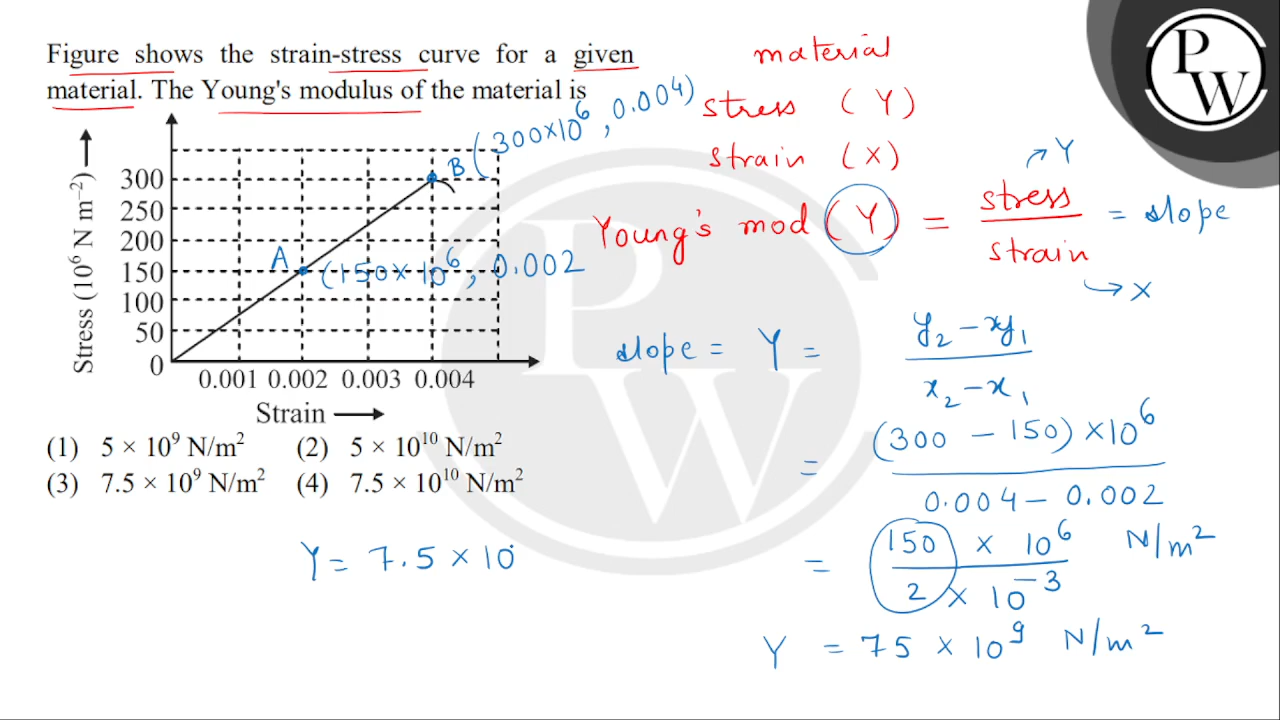 Figure shows the strain-stress curve for a given
material. The Young's modulus of the material is
Stress (10⁶ N m⁻²)
300
250
200
150
100
50
0
0.001 0.002 0.003 0.004
Strain
A (150×10⁶, 0.002
B (300×10⁶, 0.004)
(1) 5 × 10⁹ N/m² (2) 5 × 10¹⁰ N/m²
(3) 7.5 × 10⁹ N/m² (4) 7.5 × 10¹⁰ N/m²
Y = 7.5 × 10
material
stress (Y)
strain (X)
Young's mod (Y) = stress / strain = slope
→ Y
→ X
slope = Y = y₂ - xy₁ / x₂ - x₁
= (300 - 150) × 10⁶ / 0.004 - 0.002
= 150 × 10⁶ / 2 × 10⁻³ N/m²
Y = 75 × 10⁹ N/m²
P
W
P
W